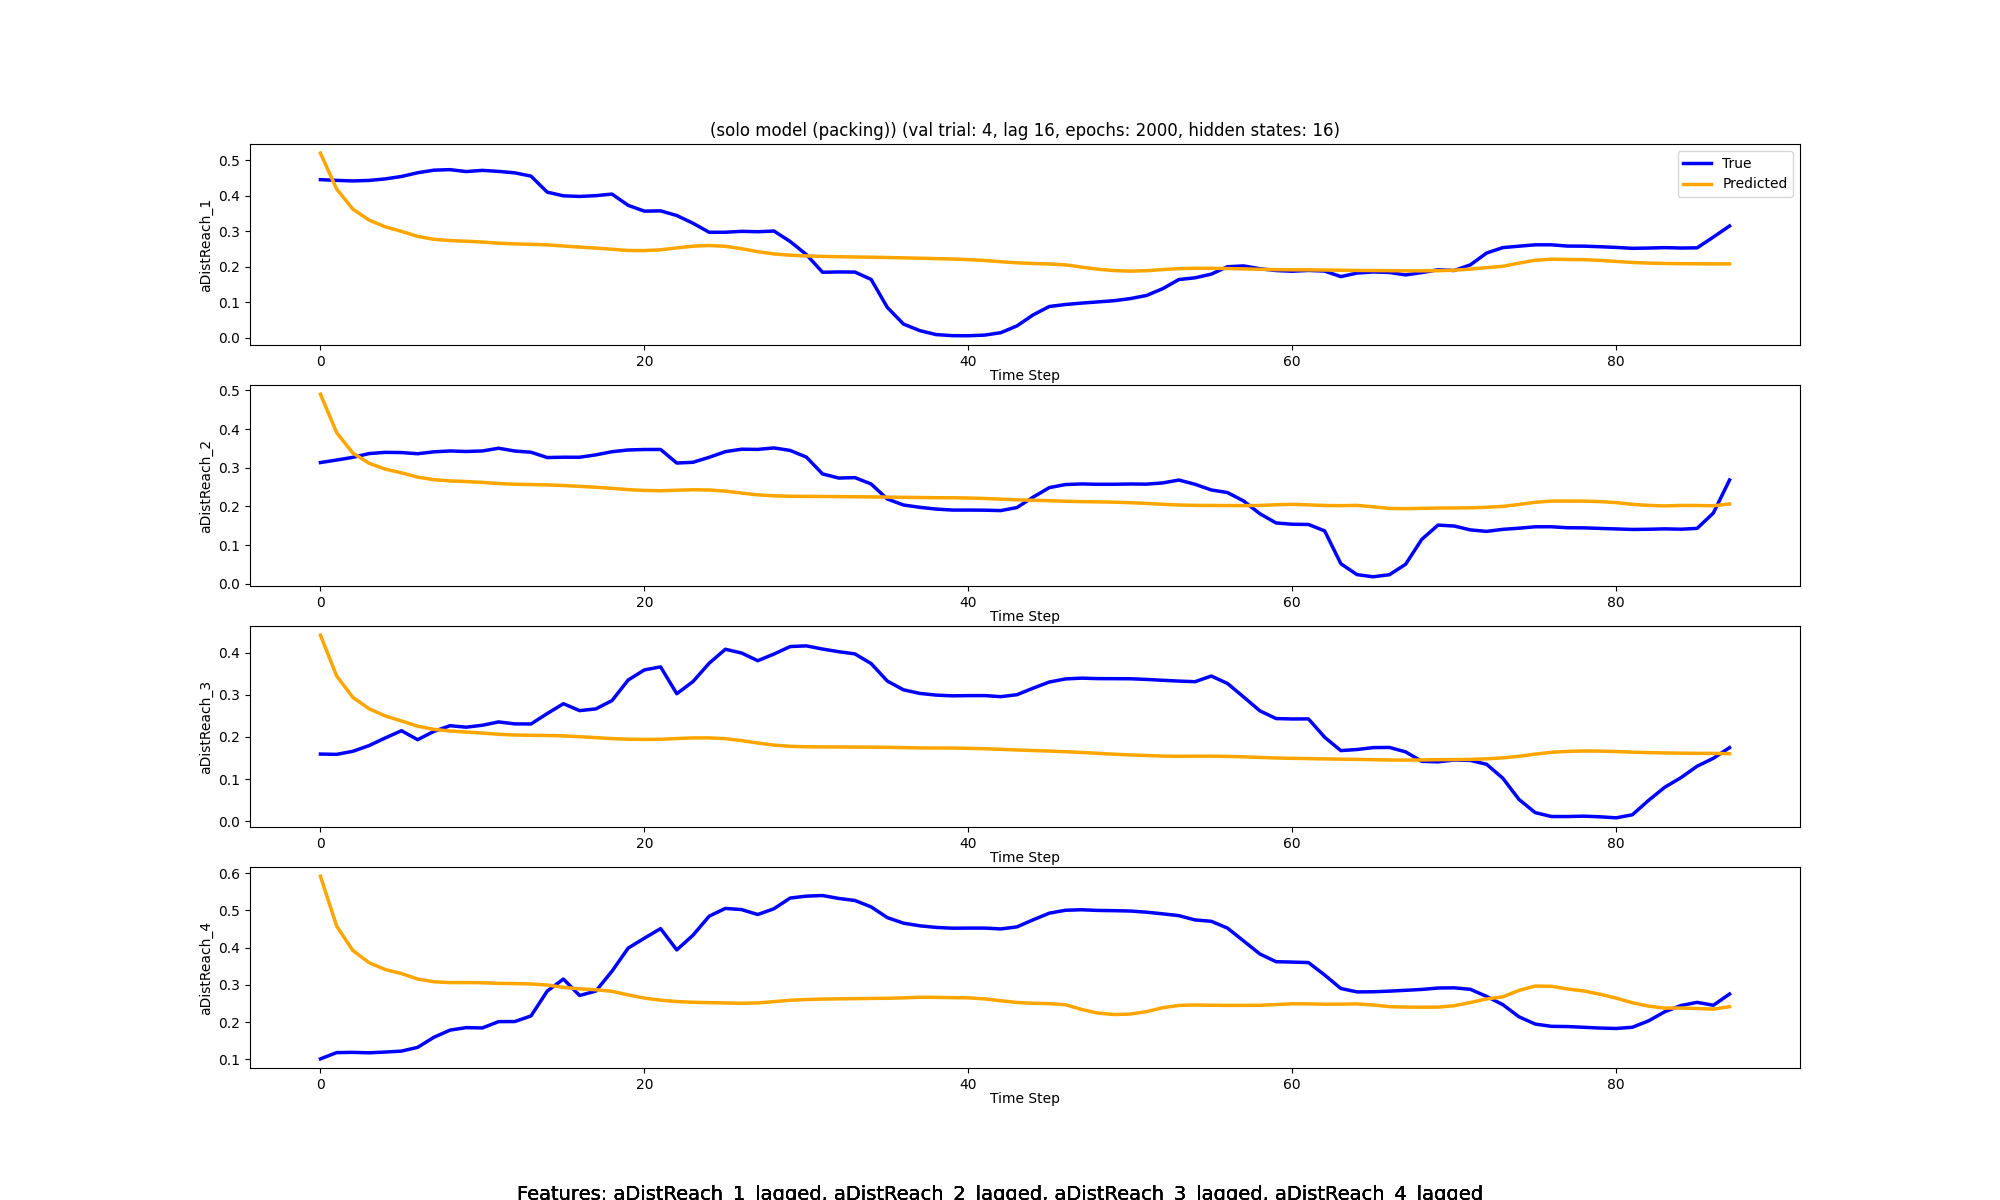 (solo model (packing)) (val trial: 4, lag 16, epochs: 2000, hidden states: 16)
True
Predicted
aDistReach_1
0.5
0.4
0.3
0.2
0.1
0.0
0 20 40 60 80
Time Step
aDistReach_2
0.5
0.4
0.3
0.2
0.1
0.0
0 20 40 60 80
Time Step
aDistReach_3
0.4
0.3
0.2
0.1
0.0
0 20 40 60 80
Time Step
aDistReach_4
0.6
0.5
0.4
0.3
0.2
0.1
0 20 40 60 80
Time Step
Features: aDistReach_1_lagged, aDistReach_2_lagged, aDistReach_3_lagged, aDistReach_4_lagged